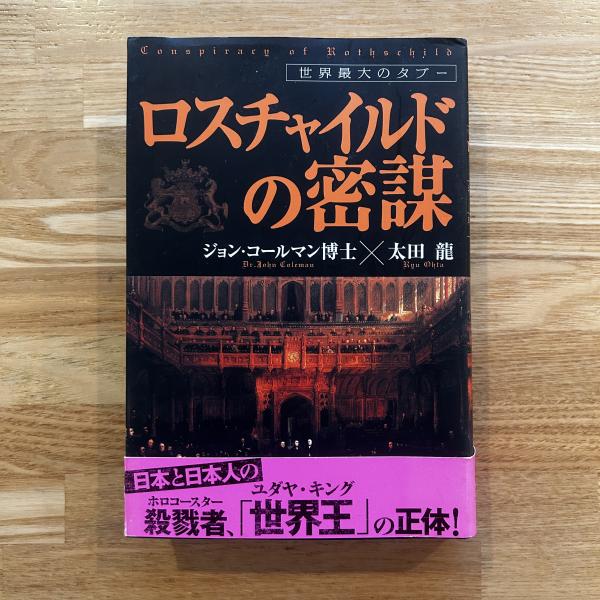 Conspiracy of Rothschild
世界最大のタブー
ロスチャイルド
の密謀
ジョン・コールマン博士×太田 龍
Dr.John Coleman Ryu Ohta
日本と日本人の
ホロコースター ユダヤ・キング
殺戮者、「世界王」の正体!